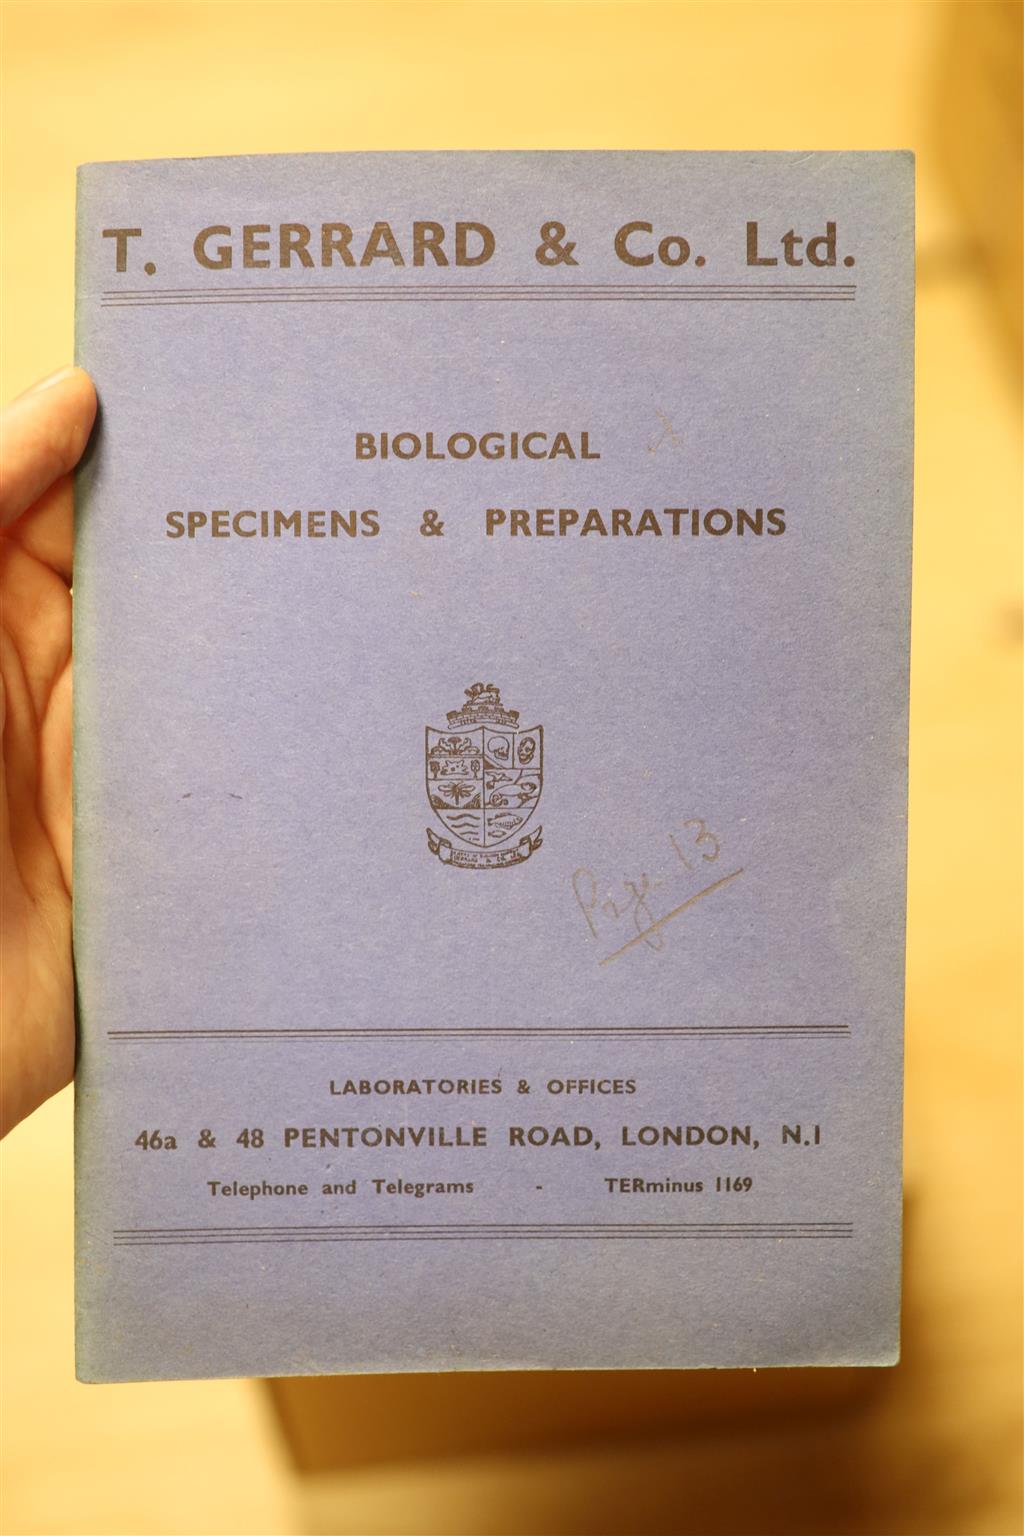 T. GERRARD & Co. Ltd.
BIOLOGICAL
SPECIMENS & PREPARATIONS
Page 13
LABORATORIES & OFFICES
46a & 48 PENTONVILLE ROAD, LONDON, N.1
Telephone and Telegrams - TERminus 1169